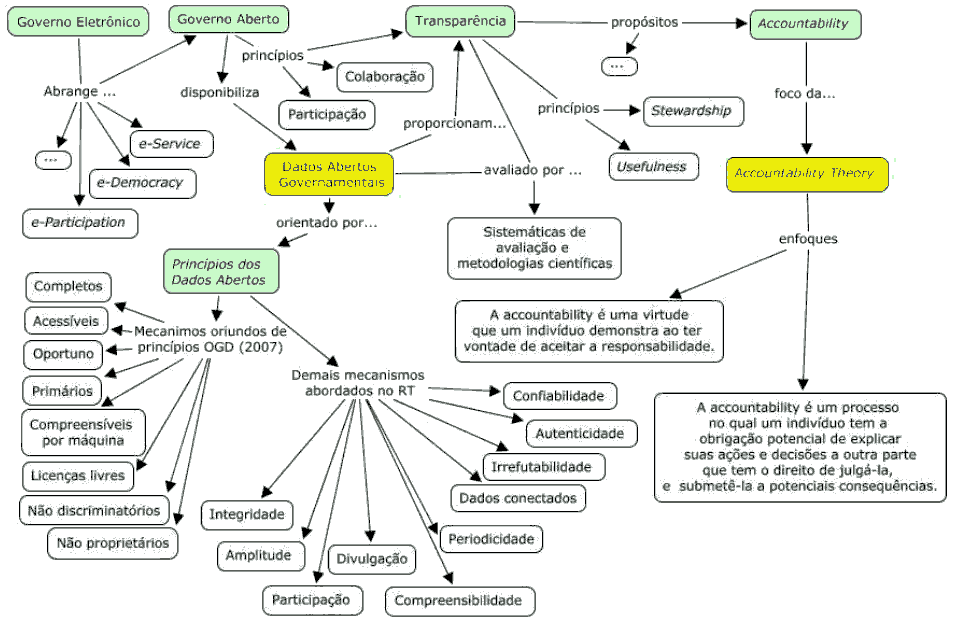 Governo Eletrônico
Governo Aberto
Transparência
propósitos
Accountability
princípios
...
Colaboração
Abrange ...
disponibiliza
foco da...
Participação
princípios
Stewardship
proporcionam...
e-Service
...
Dados Abertos
Governamentais
avaliado por ...
Usefulness
Accountability Theory
e-Democracy
e-Participation
orientado por...
Sistemáticas de
avaliação e
metodologias científicas
enfoques
Princípios dos
Dados Abertos
Completos
Acessíveis
Oportuno
Primários
Compreensíveis
por máquina
Licenças livres
Não discriminatórios
Não proprietários
Mecanimos oriundos de
princípios OGD (2007)
A accountability é uma virtude
que um indivíduo demonstra ao ter
vontade de aceitar a responsabilidade.
Demais mecanismos
abordados no RT
Confiabilidade
Autenticidade
Irrefutabilidade
Dados conectados
Periodicidade
Integridade
Amplitude
Divulgação
Participação
Compreensibilidade
A accountability é um processo
no qual um indivíduo tem a
obrigação potencial de explicar
suas ações e decisões a outra parte
que tem o direito de julgá-la,
e submetê-la a potenciais consequências.